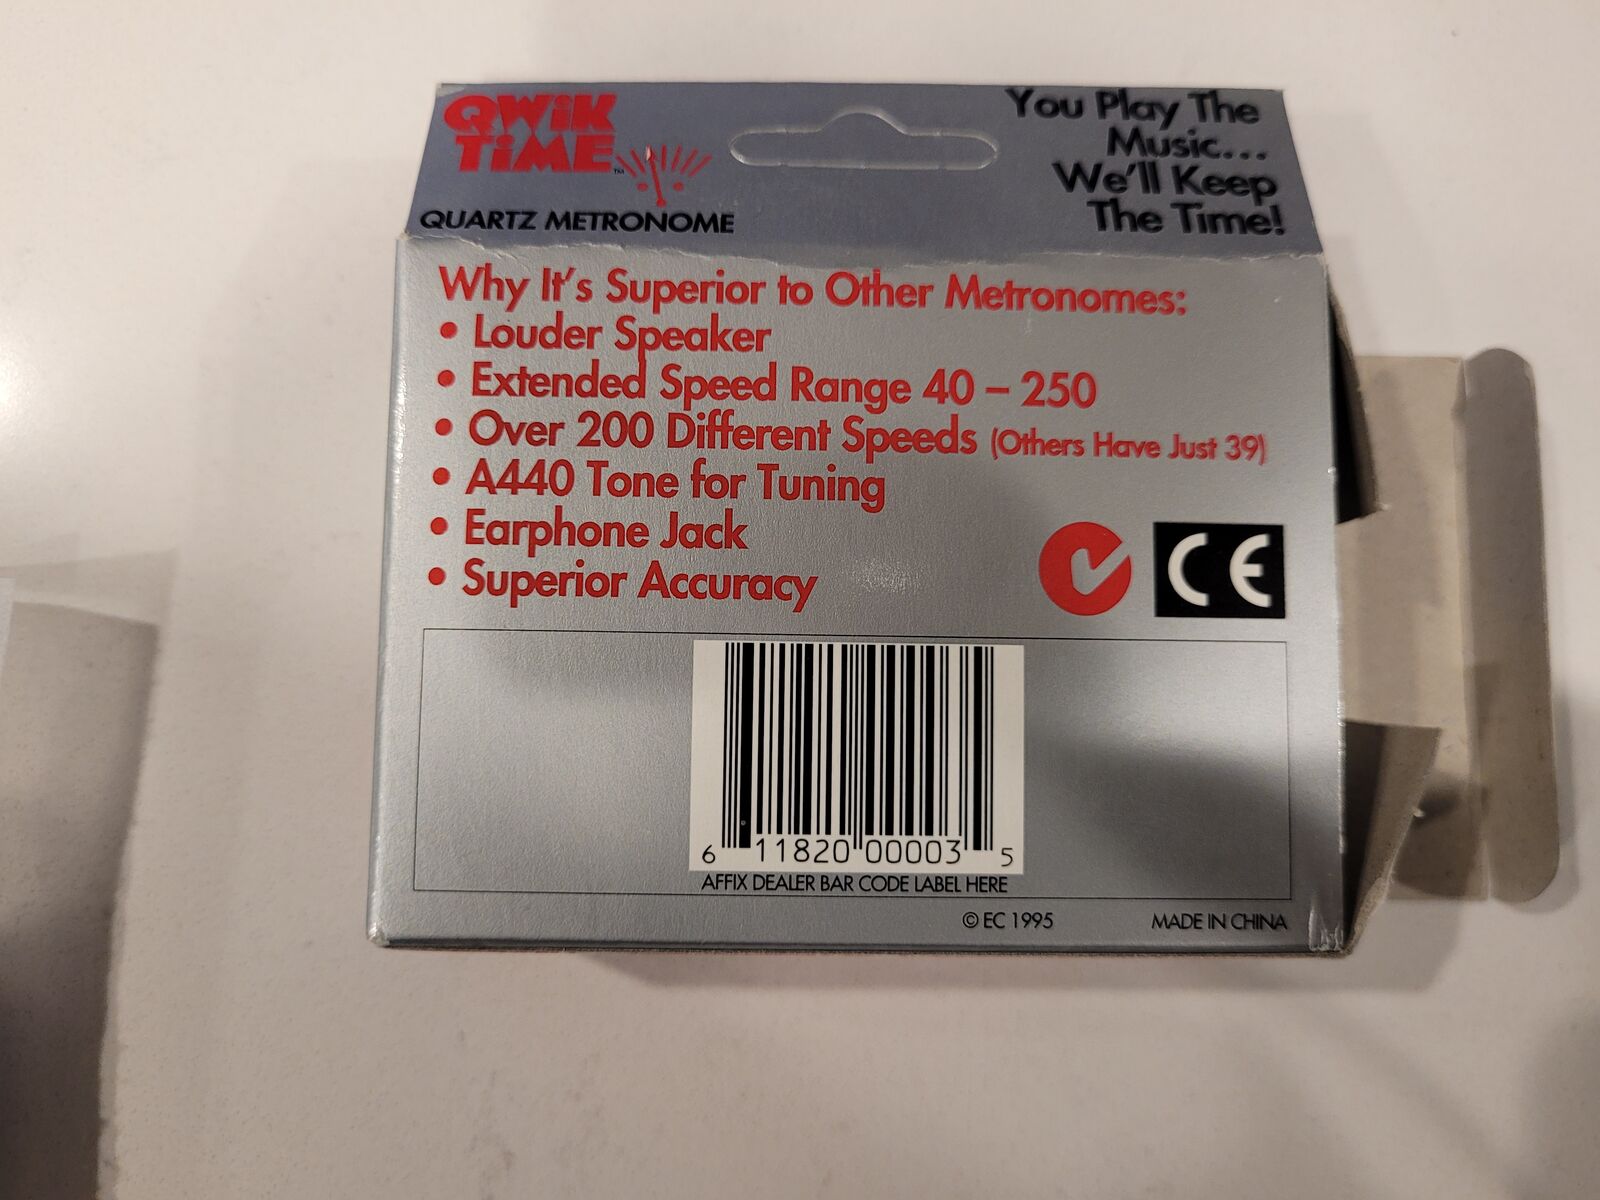 QWiK
TiME™
QUARTZ METRONOME
You Play The
Music...
We'll Keep
The Time!
Why It's Superior to Other Metronomes:
• Louder Speaker
• Extended Speed Range 40 – 250
• Over 200 Different Speeds (Others Have Just 39)
• A440 Tone for Tuning
• Earphone Jack
• Superior Accuracy
CE
6 11820 00003 5
AFFIX DEALER BAR CODE LABEL HERE
© EC 1995 MADE IN CHINA